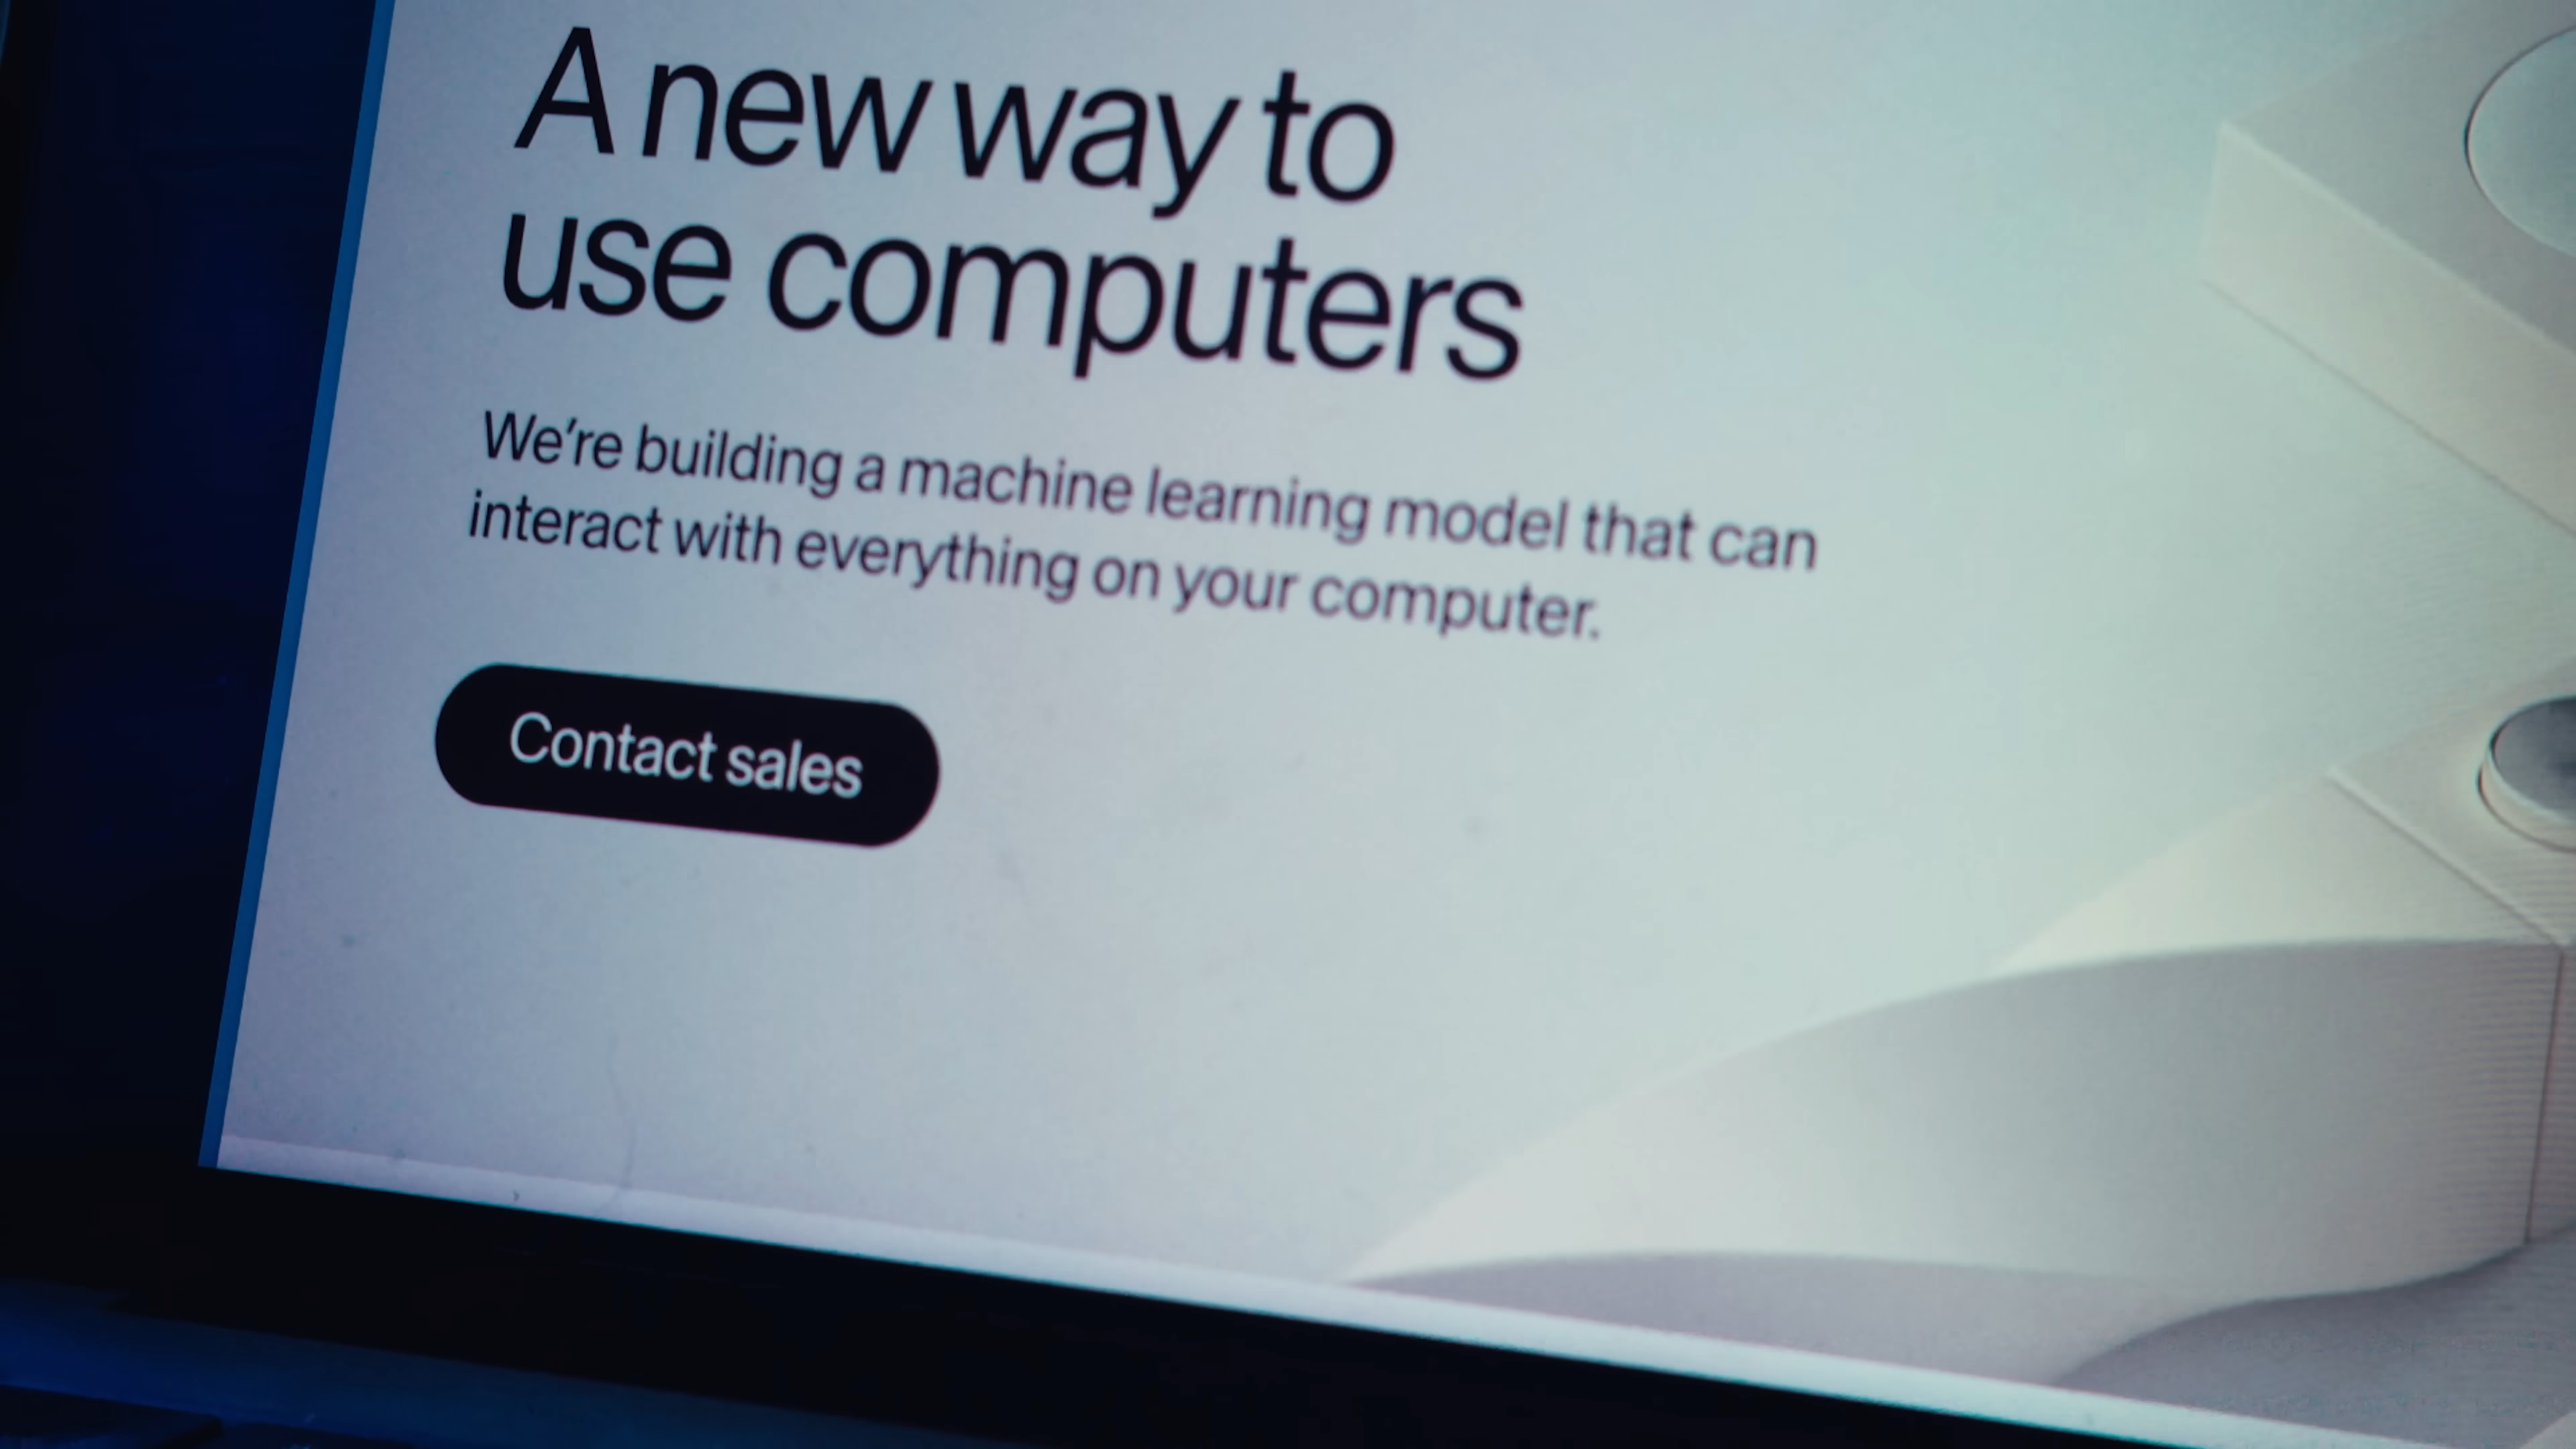 A new way to
use computers
We’re building a machine learning model that can
interact with everything on your computer.
Contact sales